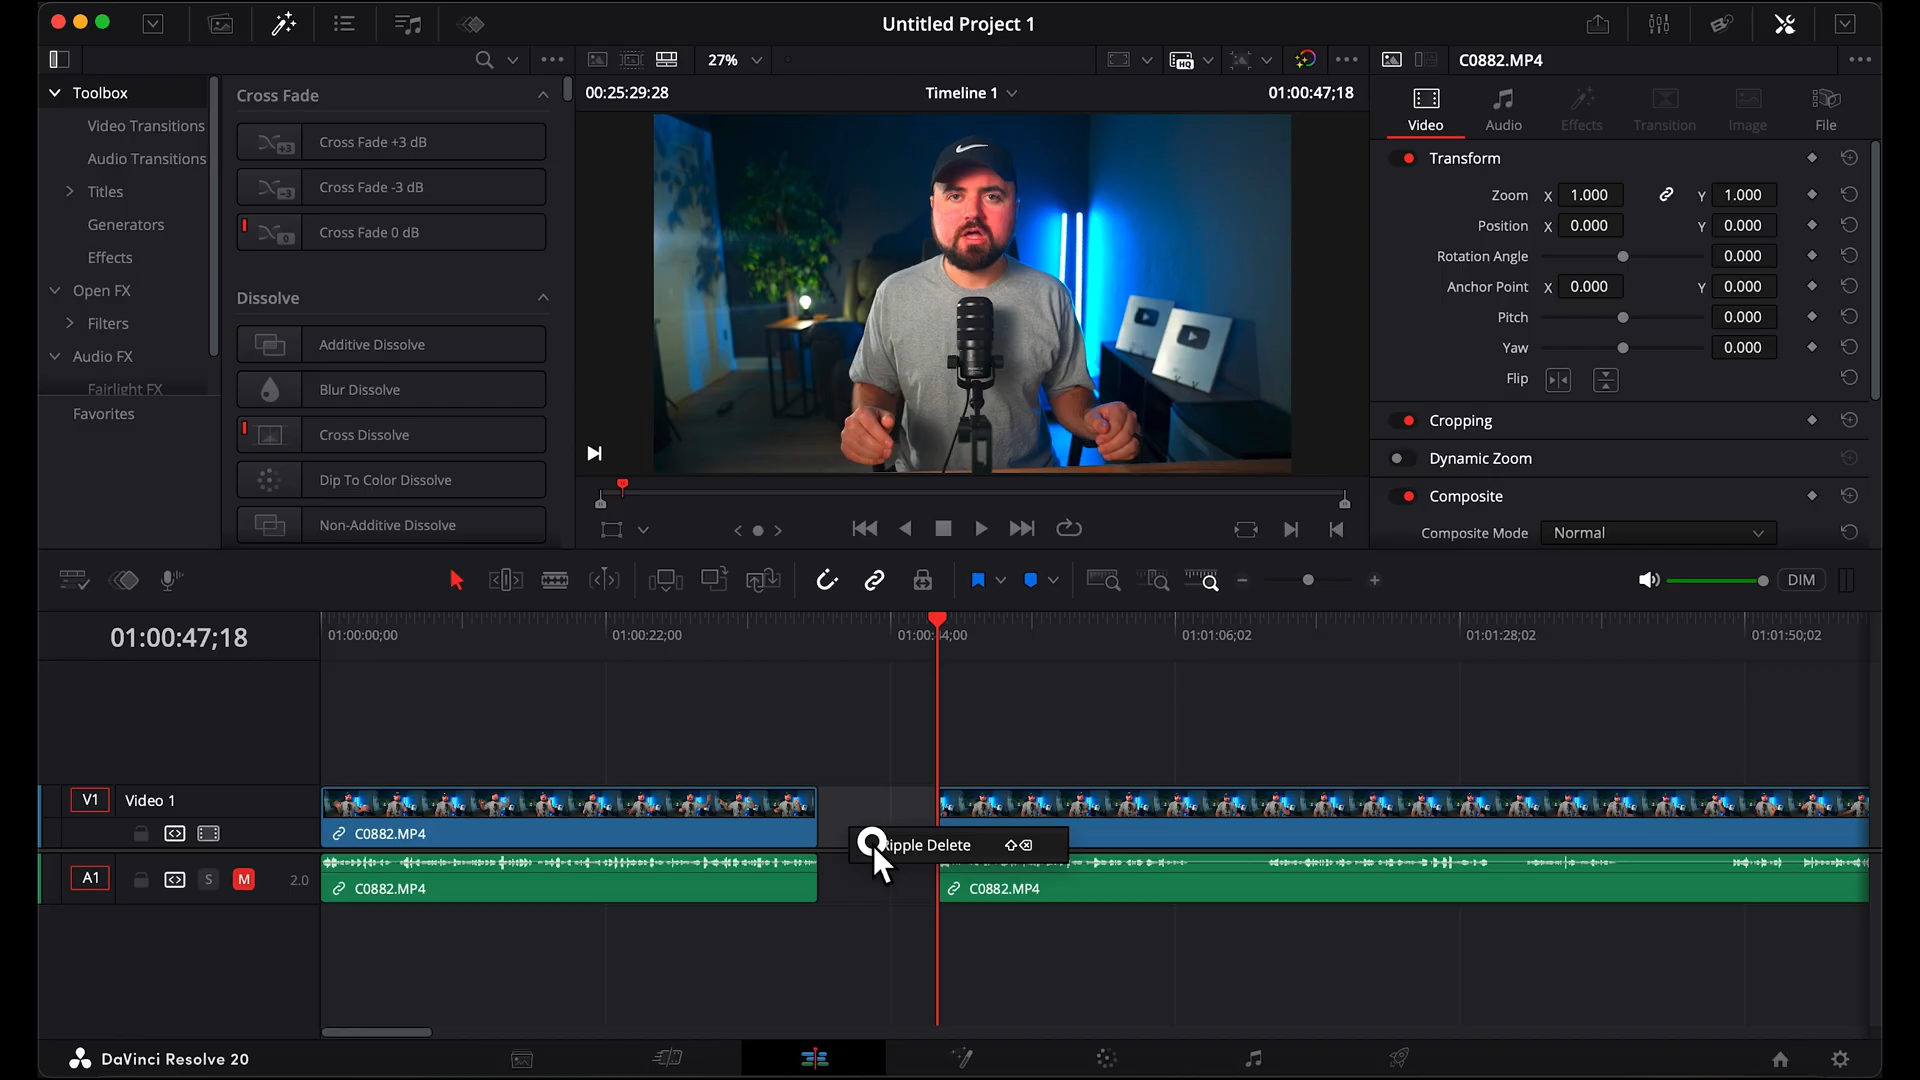 Untitled Project 1
27%
C0882.MP4
Toolbox
Video Transitions
Audio Transitions
Titles
Generators
Effects
Open FX
Filters
Audio FX
Fairlight FX
Favorites
Cross Fade
+3 Cross Fade +3 dB
-3 Cross Fade -3 dB
0 Cross Fade 0 dB
Dissolve
Additive Dissolve
Blur Dissolve
Cross Dissolve
Dip To Color Dissolve
Non-Additive Dissolve
00:25:29:28
Timeline 1
01:00:47;18
HQ
Video
Audio
Effects
Transition
Image
File
Transform
Zoom X 1.000 Y 1.000
Position X 0.000 Y 0.000
Rotation Angle 0.000
Anchor Point X 0.000 Y 0.000
Pitch 0.000
Yaw 0.000
Flip
Cropping
Dynamic Zoom
Composite
Composite Mode Normal
DIM
01:00:47;18
01:00:00;00
01:00:22;00
01:00:44;00
01:01:06;02
01:01:28;02
01:01:50;02
V1 Video 1
C0882.MP4
ipple Delete
A1
S M 2.0
C0882.MP4
C0882.MP4
DaVinci Resolve 20